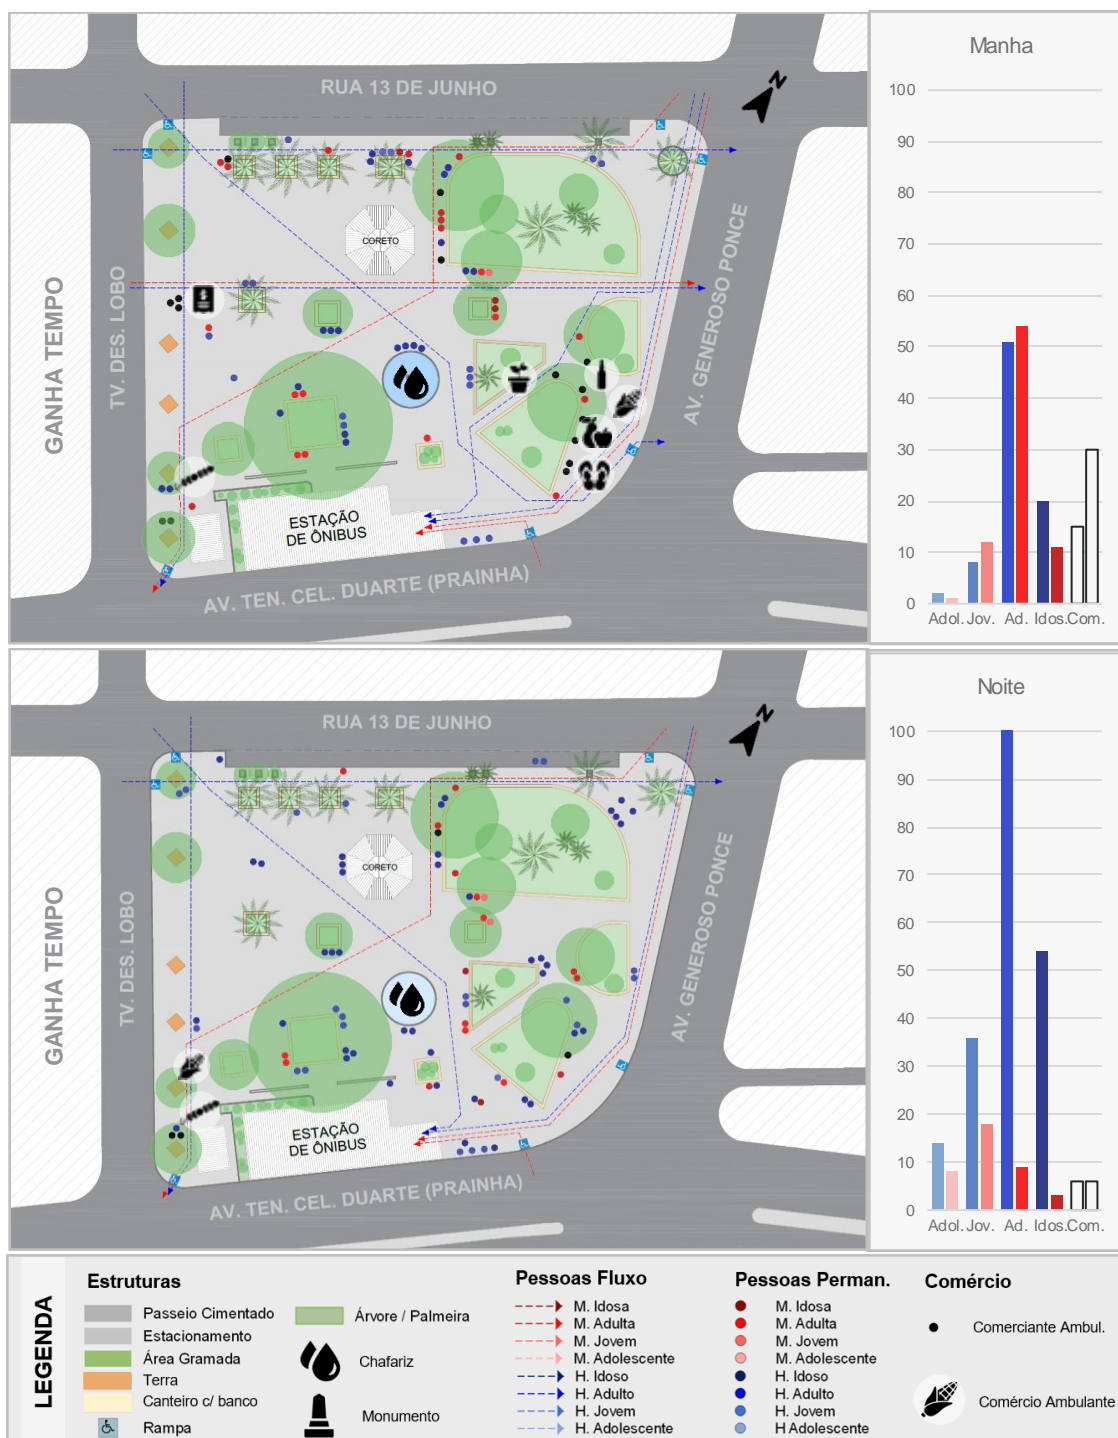 RUA 13 DE JUNHO
N
GANHA TEMPO
TV. DES. LOBO
CORETO
AV. GENEROSO PONCE
ESTAÇÃO
DE ÔNIBUS
AV. TEN. CEL. DUARTE (PRAINHA)
Manha
100
90
80
70
60
50
40
30
20
10
0
Adol. Jov. Ad. Idos. Com.
RUA 13 DE JUNHO
N
GANHA TEMPO
TV. DES. LOBO
CORETO
AV. GENEROSO PONCE
ESTAÇÃO
DE ÔNIBUS
AV. TEN. CEL. DUARTE (PRAINHA)
Noite
100
90
80
70
60
50
40
30
20
10
0
Adol. Jov. Ad. Idos. Com.
LEGENDA
Estruturas
Passeio Cimentado
Estacionamento
Área Gramada
Terra
Canteiro c/ banco
Rampa
Árvore / Palmeira
Chafariz
Monumento
Pessoas Fluxo
M. Idosa
M. Adulta
M. Jovem
M. Adolescente
H. Idoso
H. Adulto
H. Jovem
H. Adolescente
Pessoas Perman.
M. Idosa
M. Adulta
M. Jovem
M. Adolescente
H. Idoso
H. Adulto
H. Jovem
H Adolescente
Comércio
Comerciante Ambul.
Comércio Ambulante